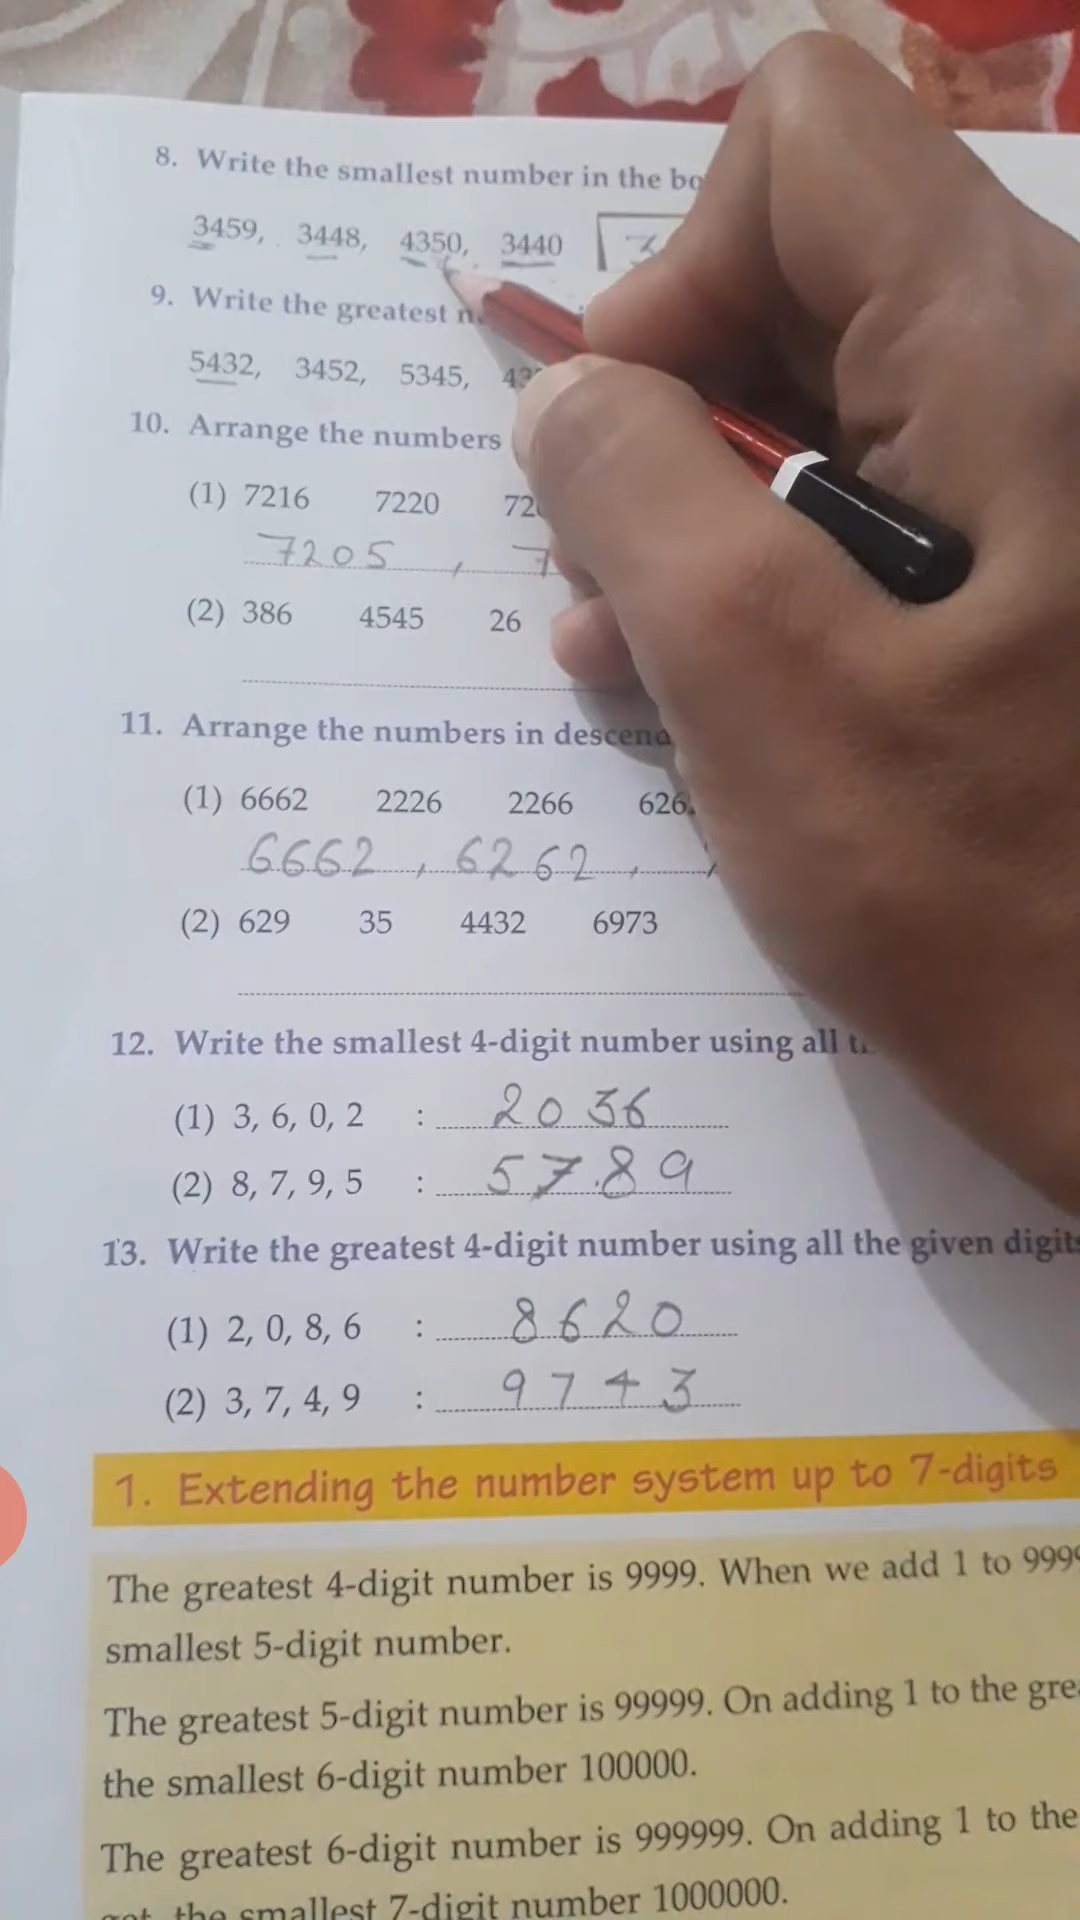 8. Write the smallest number in the
3459, 3448, 4350, 3440 3
9. Write the greatest
5432, 3452, 5345,
10. Arrange the numbers
(1) 7216 7220
7205 , 7
(2) 386 4545 26
11. Arrange the numbers in descend
(1) 6662 2226 2266 626
6662 , 6262 ,
(2) 629 35 4432 6973
12. Write the smallest 4-digit number using all
(1) 3, 6, 0, 2 : 2036
(2) 8, 7, 9, 5 : 5789
13. Write the greatest 4-digit number using all the given digits
(1) 2, 0, 8, 6 : 8620
(2) 3, 7, 4, 9 : 9743
1. Extending the number system up to 7-digits
The greatest 4-digit number is 9999. When we add 1 to 9999
smallest 5-digit number.
The greatest 5-digit number is 99999. On adding 1 to the
the smallest 6-digit number 100000.
The greatest 6-digit number is 999999. On adding 1 to the
the smallest 7-digit number 1000000.